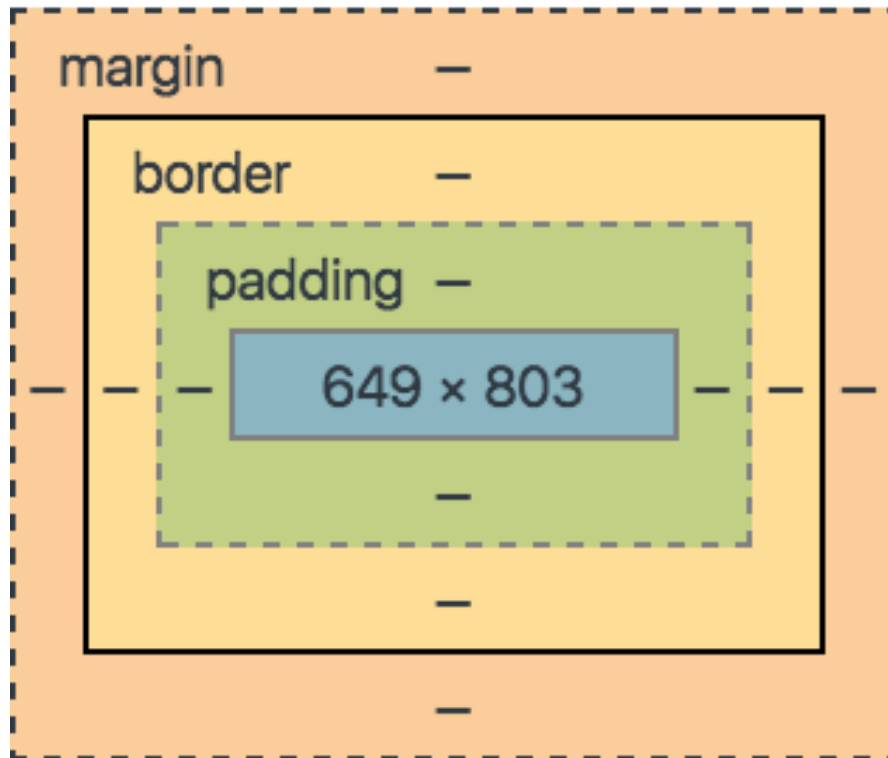 margin –
border –
padding –
– – – 649 × 803 – – –
–
–
–